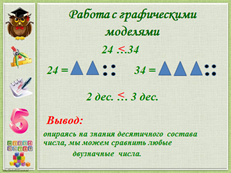 Работа с графическими
моделями
24 ...< 34
24 =
34 =
2 дес. ...< 3 дес.
Вывод:
опираясь на знания десятичного состава
числа, мы можем сравнить любые
двузначные числа.